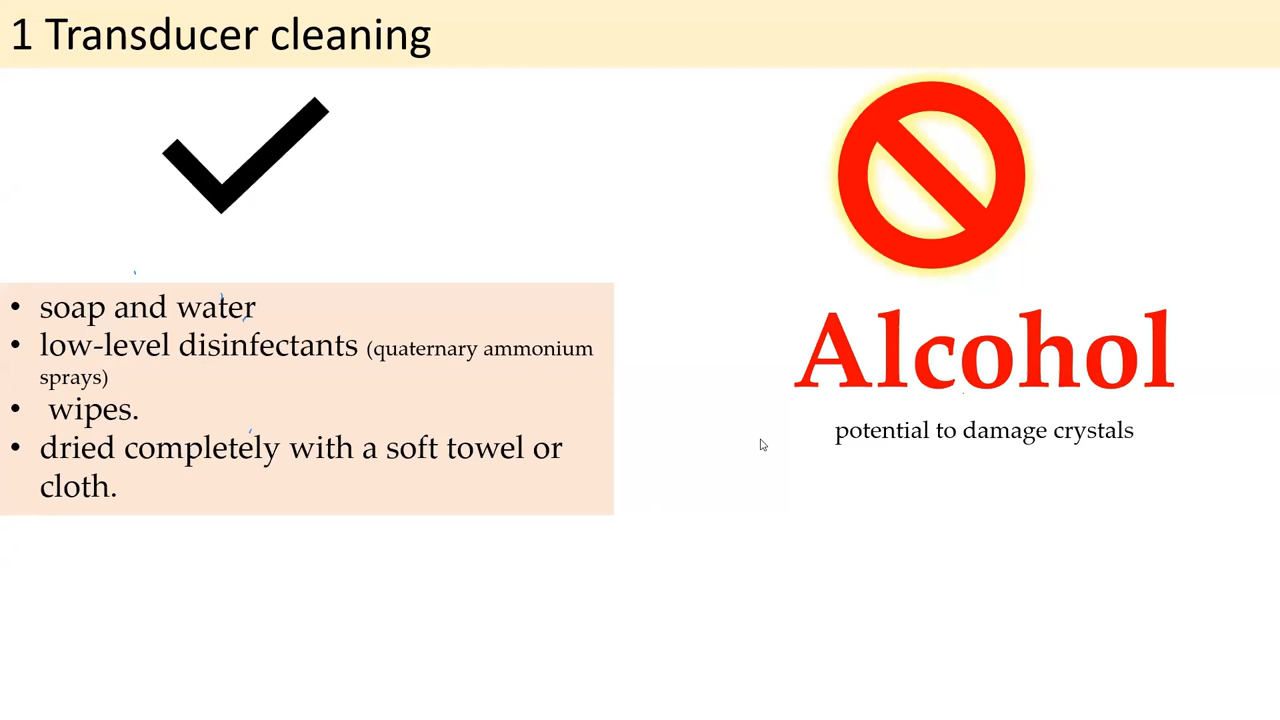 1 Transducer cleaning
• soap and water
• low-level disinfectants (quaternary ammonium
sprays)
• wipes.
• dried completely with a soft towel or
cloth.
Alcohol
potential to damage crystals